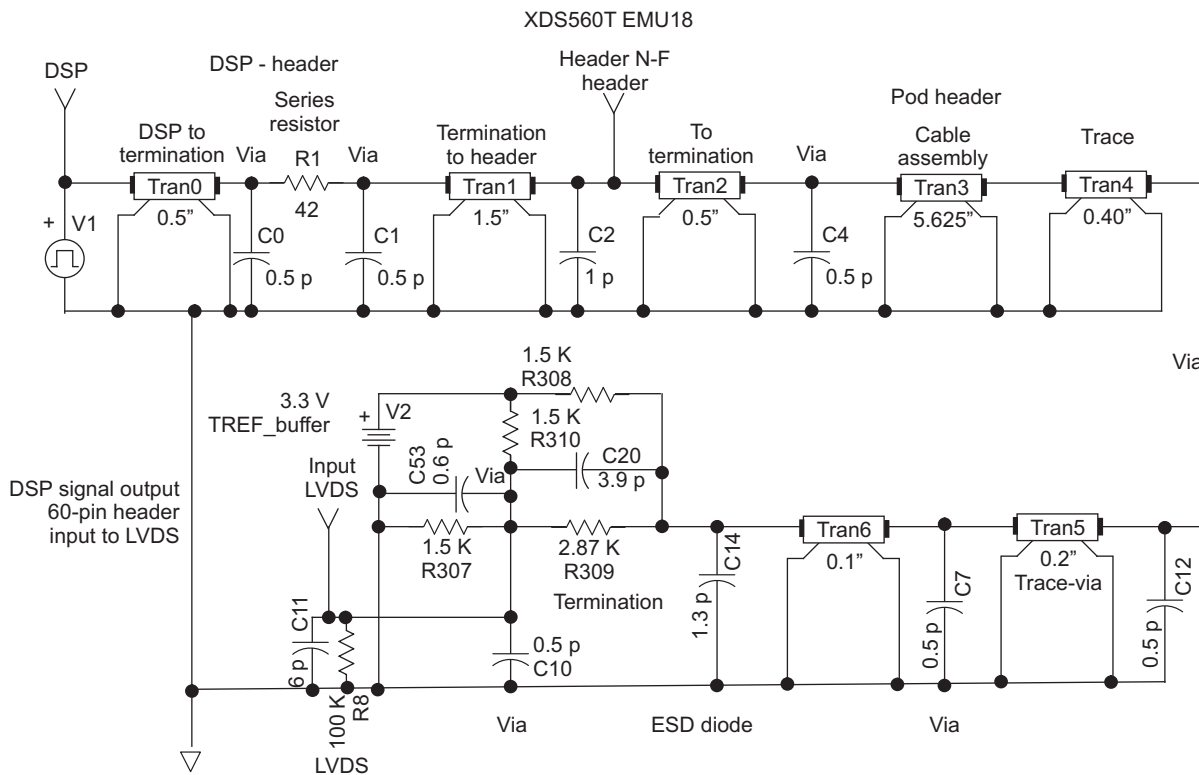 XDS560T EMU18
DSP
DSP - header
Header N-F
header
Series
resistor
Pod header
DSP to
termination
Via
R1
Via
Termination
to header
To
termination
Via
Cable
assembly
Trace
Tran0
Tran1
Tran2
Tran3
Tran4
0.5”
42
1.5”
0.5”
5.625”
0.40”
+
V1
C0
0.5 p
C1
0.5 p
C2
1 p
C4
0.5 p
Via
1.5 K
R308
3.3 V
TREF_buffer
+
V2
1.5 K
R310
C53
0.6 p
Via
C20
3.9 p
Input
LVDS
DSP signal output
60-pin header
input to LVDS
1.5 K
R307
2.87 K
R309
Termination
C14
1.3 p
Tran6
0.1”
C7
0.5 p
Tran5
0.2”
Trace-via
C12
0.5 p
C11
6 p
100 K
R8
0.5 p
C10
LVDS
Via
ESD diode
Via